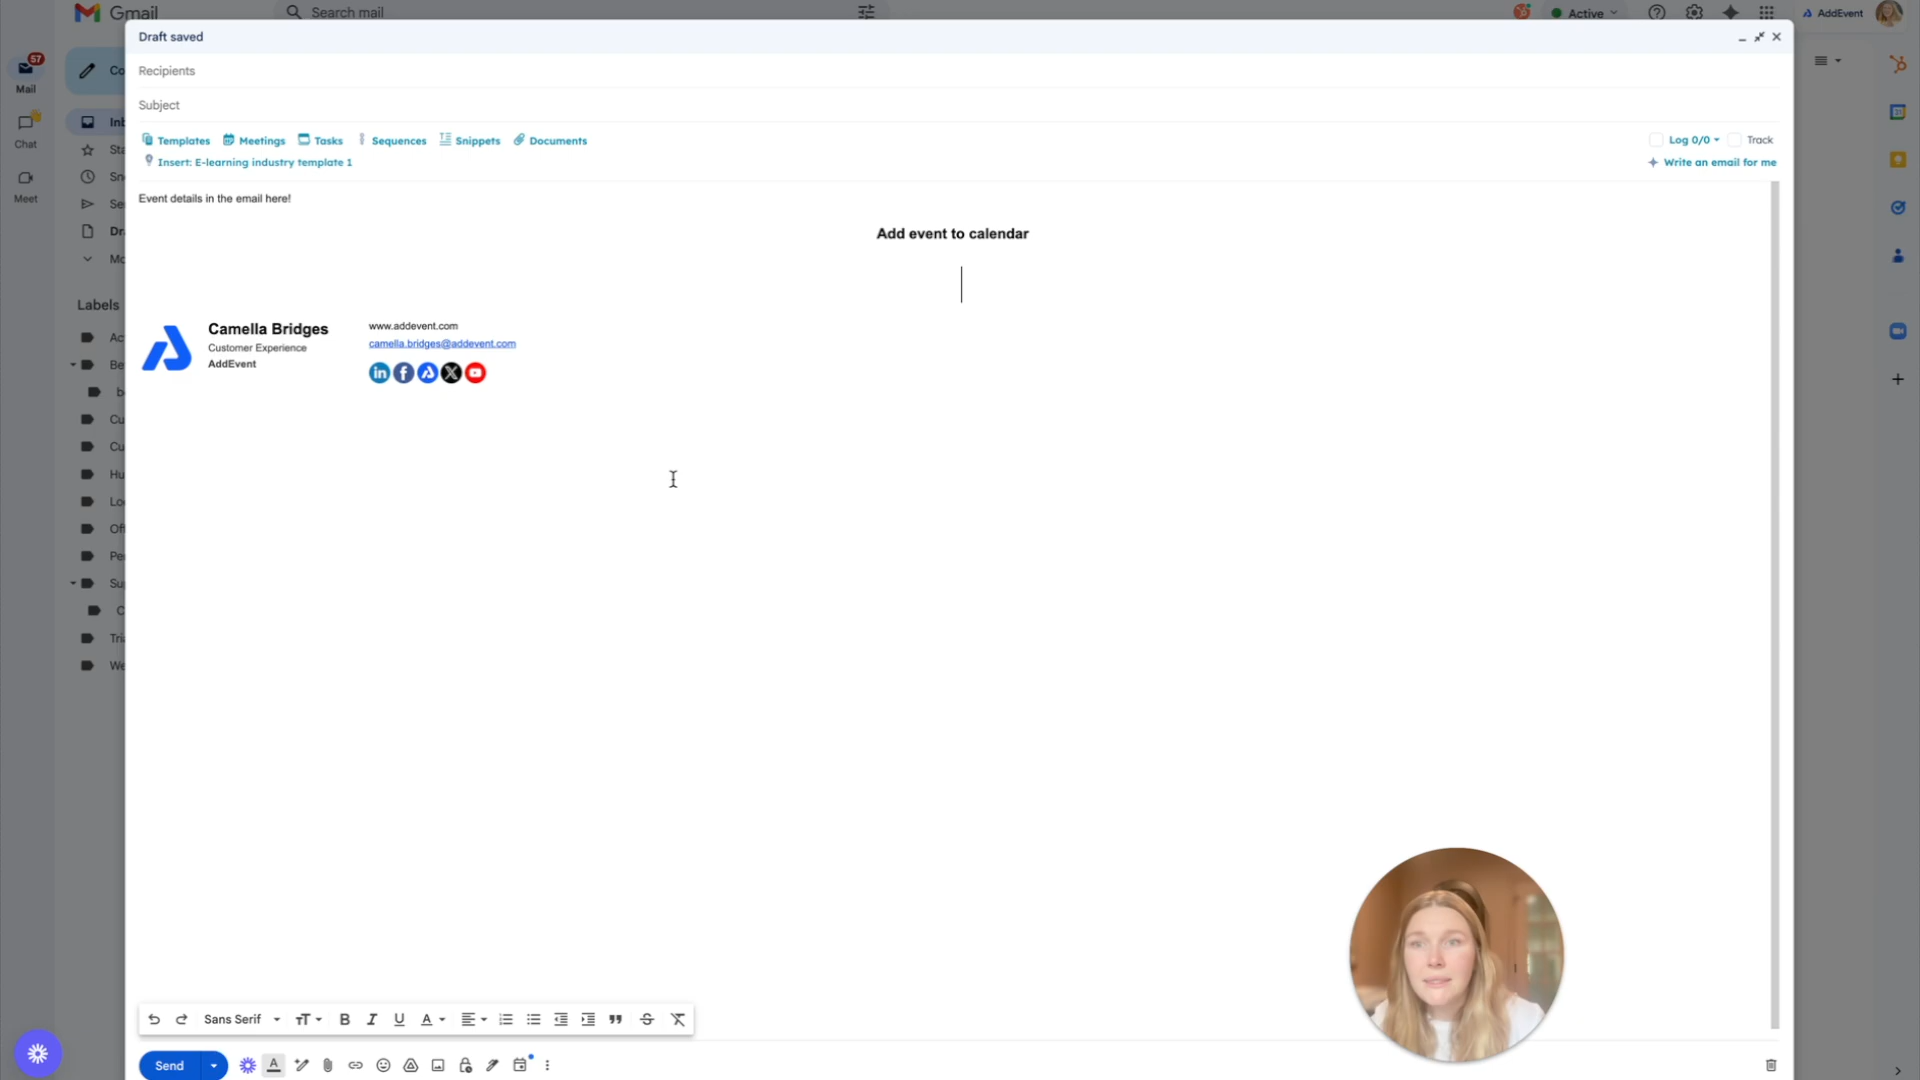 Gmail
Search mail
Active
AddEvent
Draft saved
57
Mail
Chat
Meet
Recipients
Subject
Templates Meetings Tasks Sequences Snippets Documents
Log 0/0 Track
Insert: E-learning industry template 1
Write an email for me
Event details in the email here!
Add event to calendar
Labels
Camella Bridges
Customer Experience
AddEvent
www.addevent.com
camella.bridges@addevent.com
Sans Serif
Send